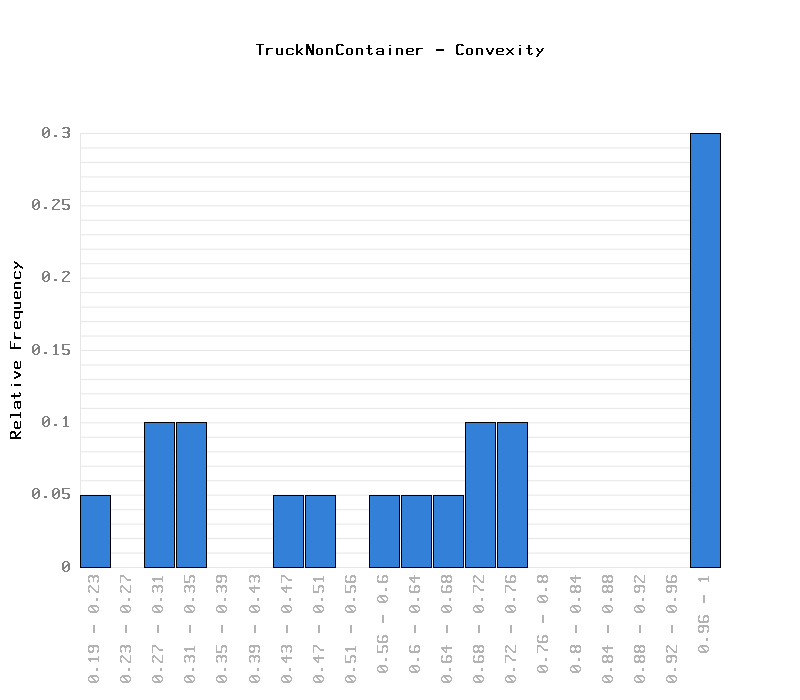 TruckNonContainer - Convexity
Relative Frequency
0.3
0.25
0.2
0.15
0.1
0.05
0
0.19 - 0.23
0.23 - 0.27
0.27 - 0.31
0.31 - 0.35
0.35 - 0.39
0.39 - 0.43
0.43 - 0.47
0.47 - 0.51
0.51 - 0.56
0.56 - 0.6
0.6 - 0.64
0.64 - 0.68
0.68 - 0.72
0.72 - 0.76
0.76 - 0.8
0.8 - 0.84
0.84 - 0.88
0.88 - 0.92
0.92 - 0.96
0.96 - 1